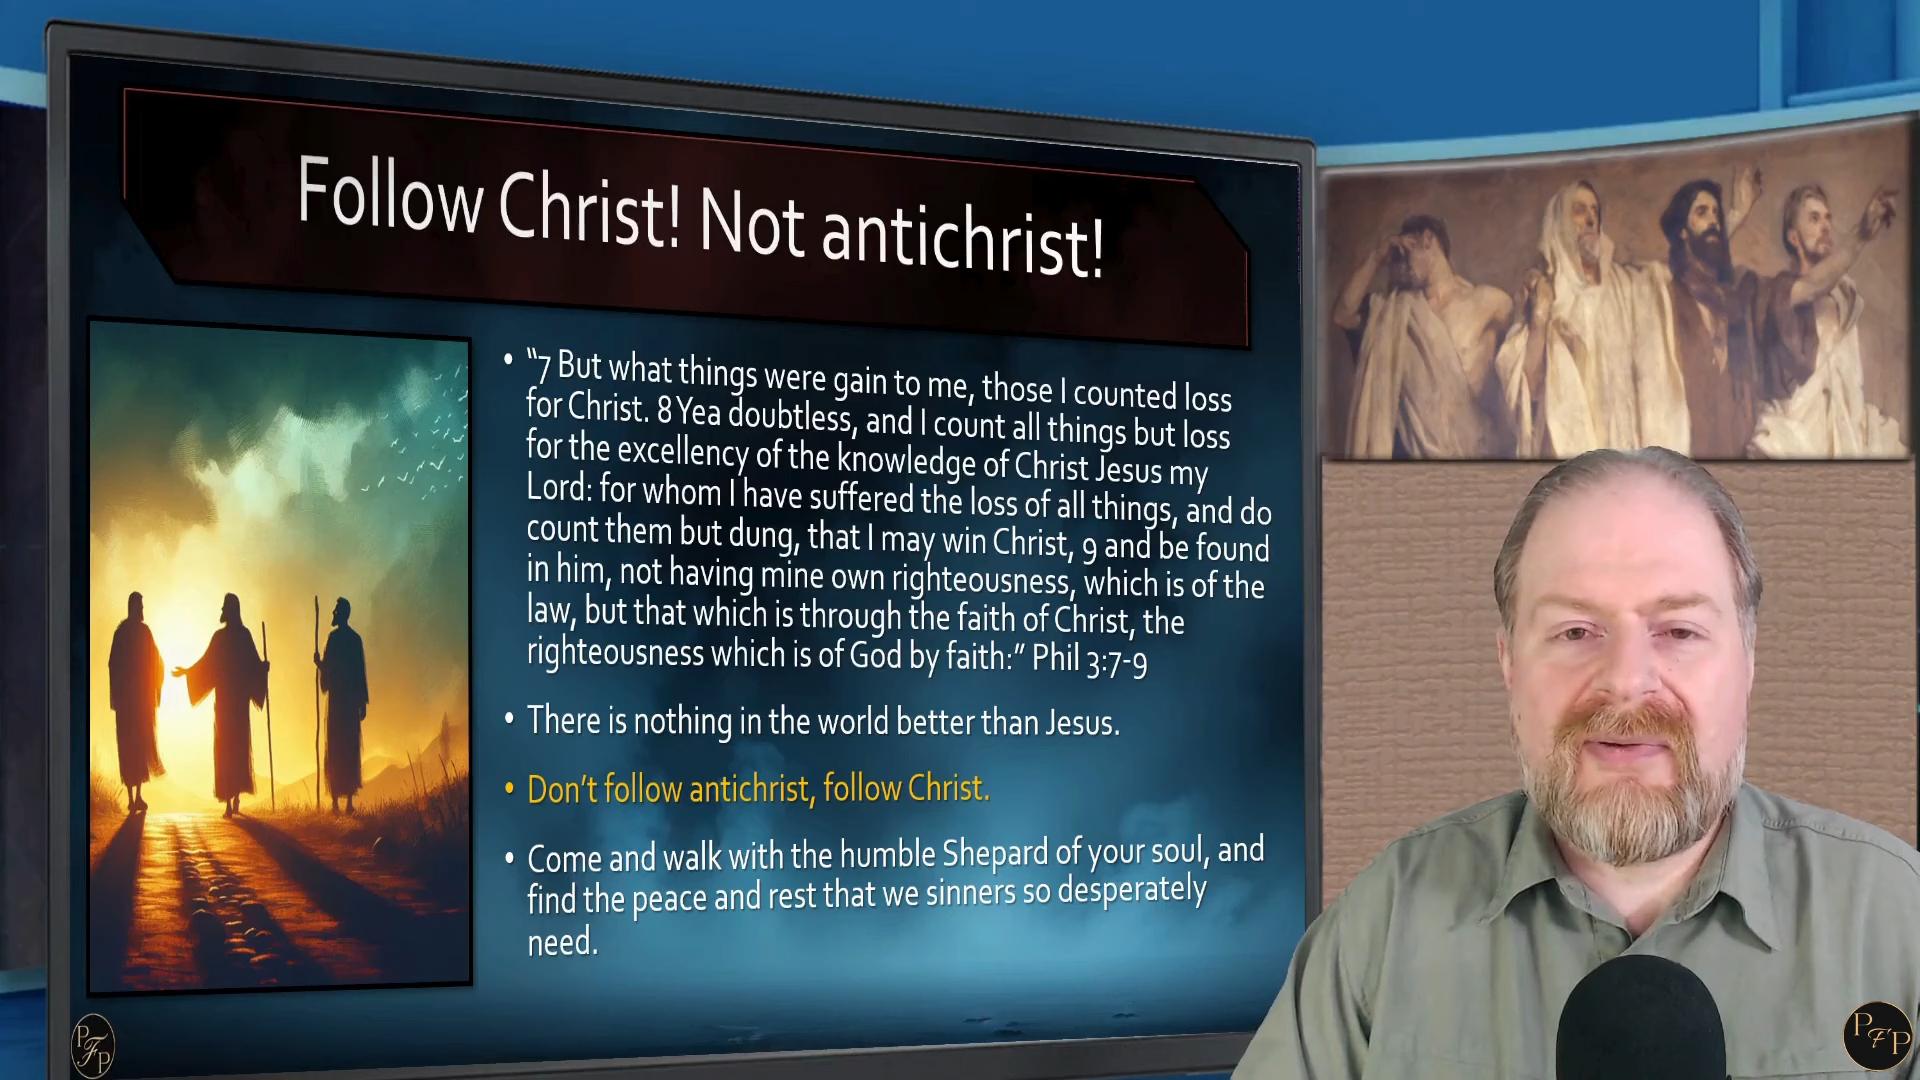 Follow Christ! Not antichrist!
• “7 But what things were gain to me, those I counted loss
for Christ. 8 Yea doubtless, and I count all things but loss
for the excellency of the knowledge of Christ Jesus my
Lord: for whom I have suffered the loss of all things, and do
count them but dung, that I may win Christ, 9 and be found
in him, not having mine own righteousness, which is of the
law, but that which is through the faith of Christ, the
righteousness which is of God by faith:” Phil 3:7-9
• There is nothing in the world better than Jesus.
• Don’t follow antichrist, follow Christ.
• Come and walk with the humble Shepard of your soul, and
find the peace and rest that we sinners so desperately
need.
PFP
PFP